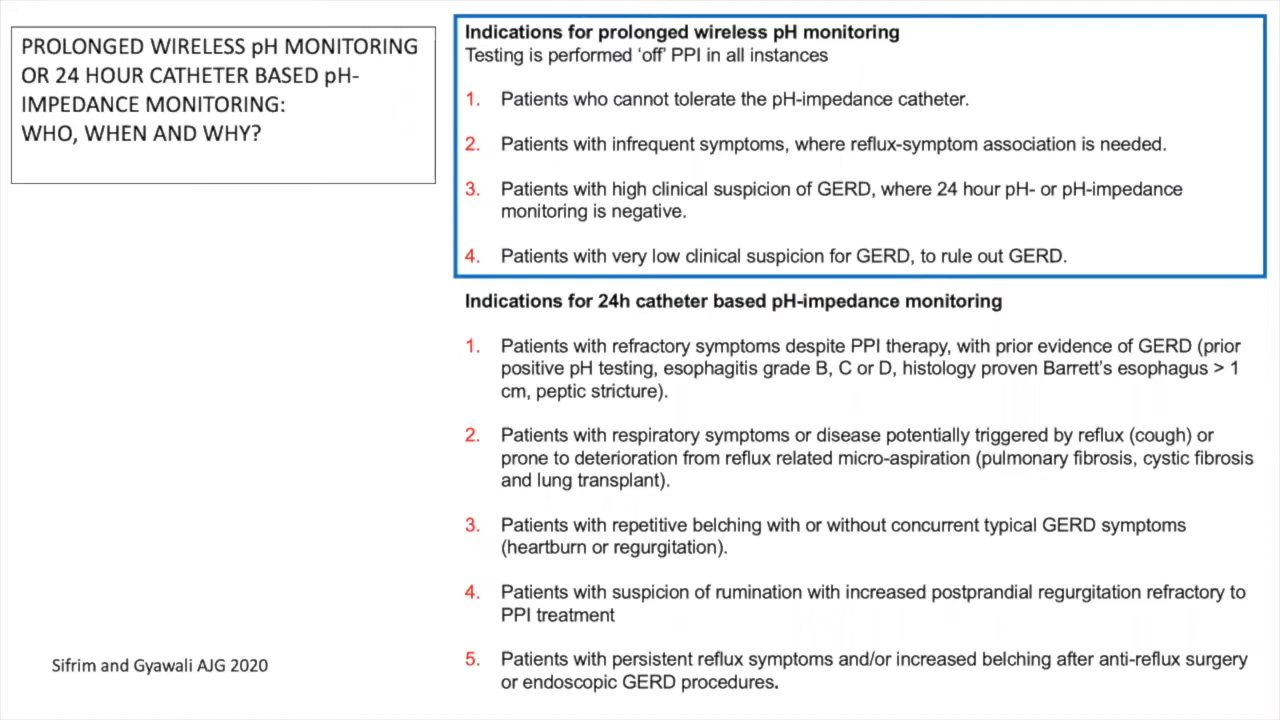 PROLONGED WIRELESS pH MONITORING
OR 24 HOUR CATHETER BASED pH-
IMPEDANCE MONITORING:
WHO, WHEN AND WHY?
Indications for prolonged wireless pH monitoring
Testing is performed ‘off’ PPI in all instances
1. Patients who cannot tolerate the pH-impedance catheter.
2. Patients with infrequent symptoms, where reflux-symptom association is needed.
3. Patients with high clinical suspicion of GERD, where 24 hour pH- or pH-impedance
monitoring is negative.
4. Patients with very low clinical suspicion for GERD, to rule out GERD.
Indications for 24h catheter based pH-impedance monitoring
1. Patients with refractory symptoms despite PPI therapy, with prior evidence of GERD (prior
positive pH testing, esophagitis grade B, C or D, histology proven Barrett’s esophagus > 1
cm, peptic stricture).
2. Patients with respiratory symptoms or disease potentially triggered by reflux (cough) or
prone to deterioration from reflux related micro-aspiration (pulmonary fibrosis, cystic fibrosis
and lung transplant).
3. Patients with repetitive belching with or without concurrent typical GERD symptoms
(heartburn or regurgitation).
4. Patients with suspicion of rumination with increased postprandial regurgitation refractory to
PPI treatment
5. Patients with persistent reflux symptoms and/or increased belching after anti-reflux surgery
or endoscopic GERD procedures.
Sifrim and Gyawali AJG 2020